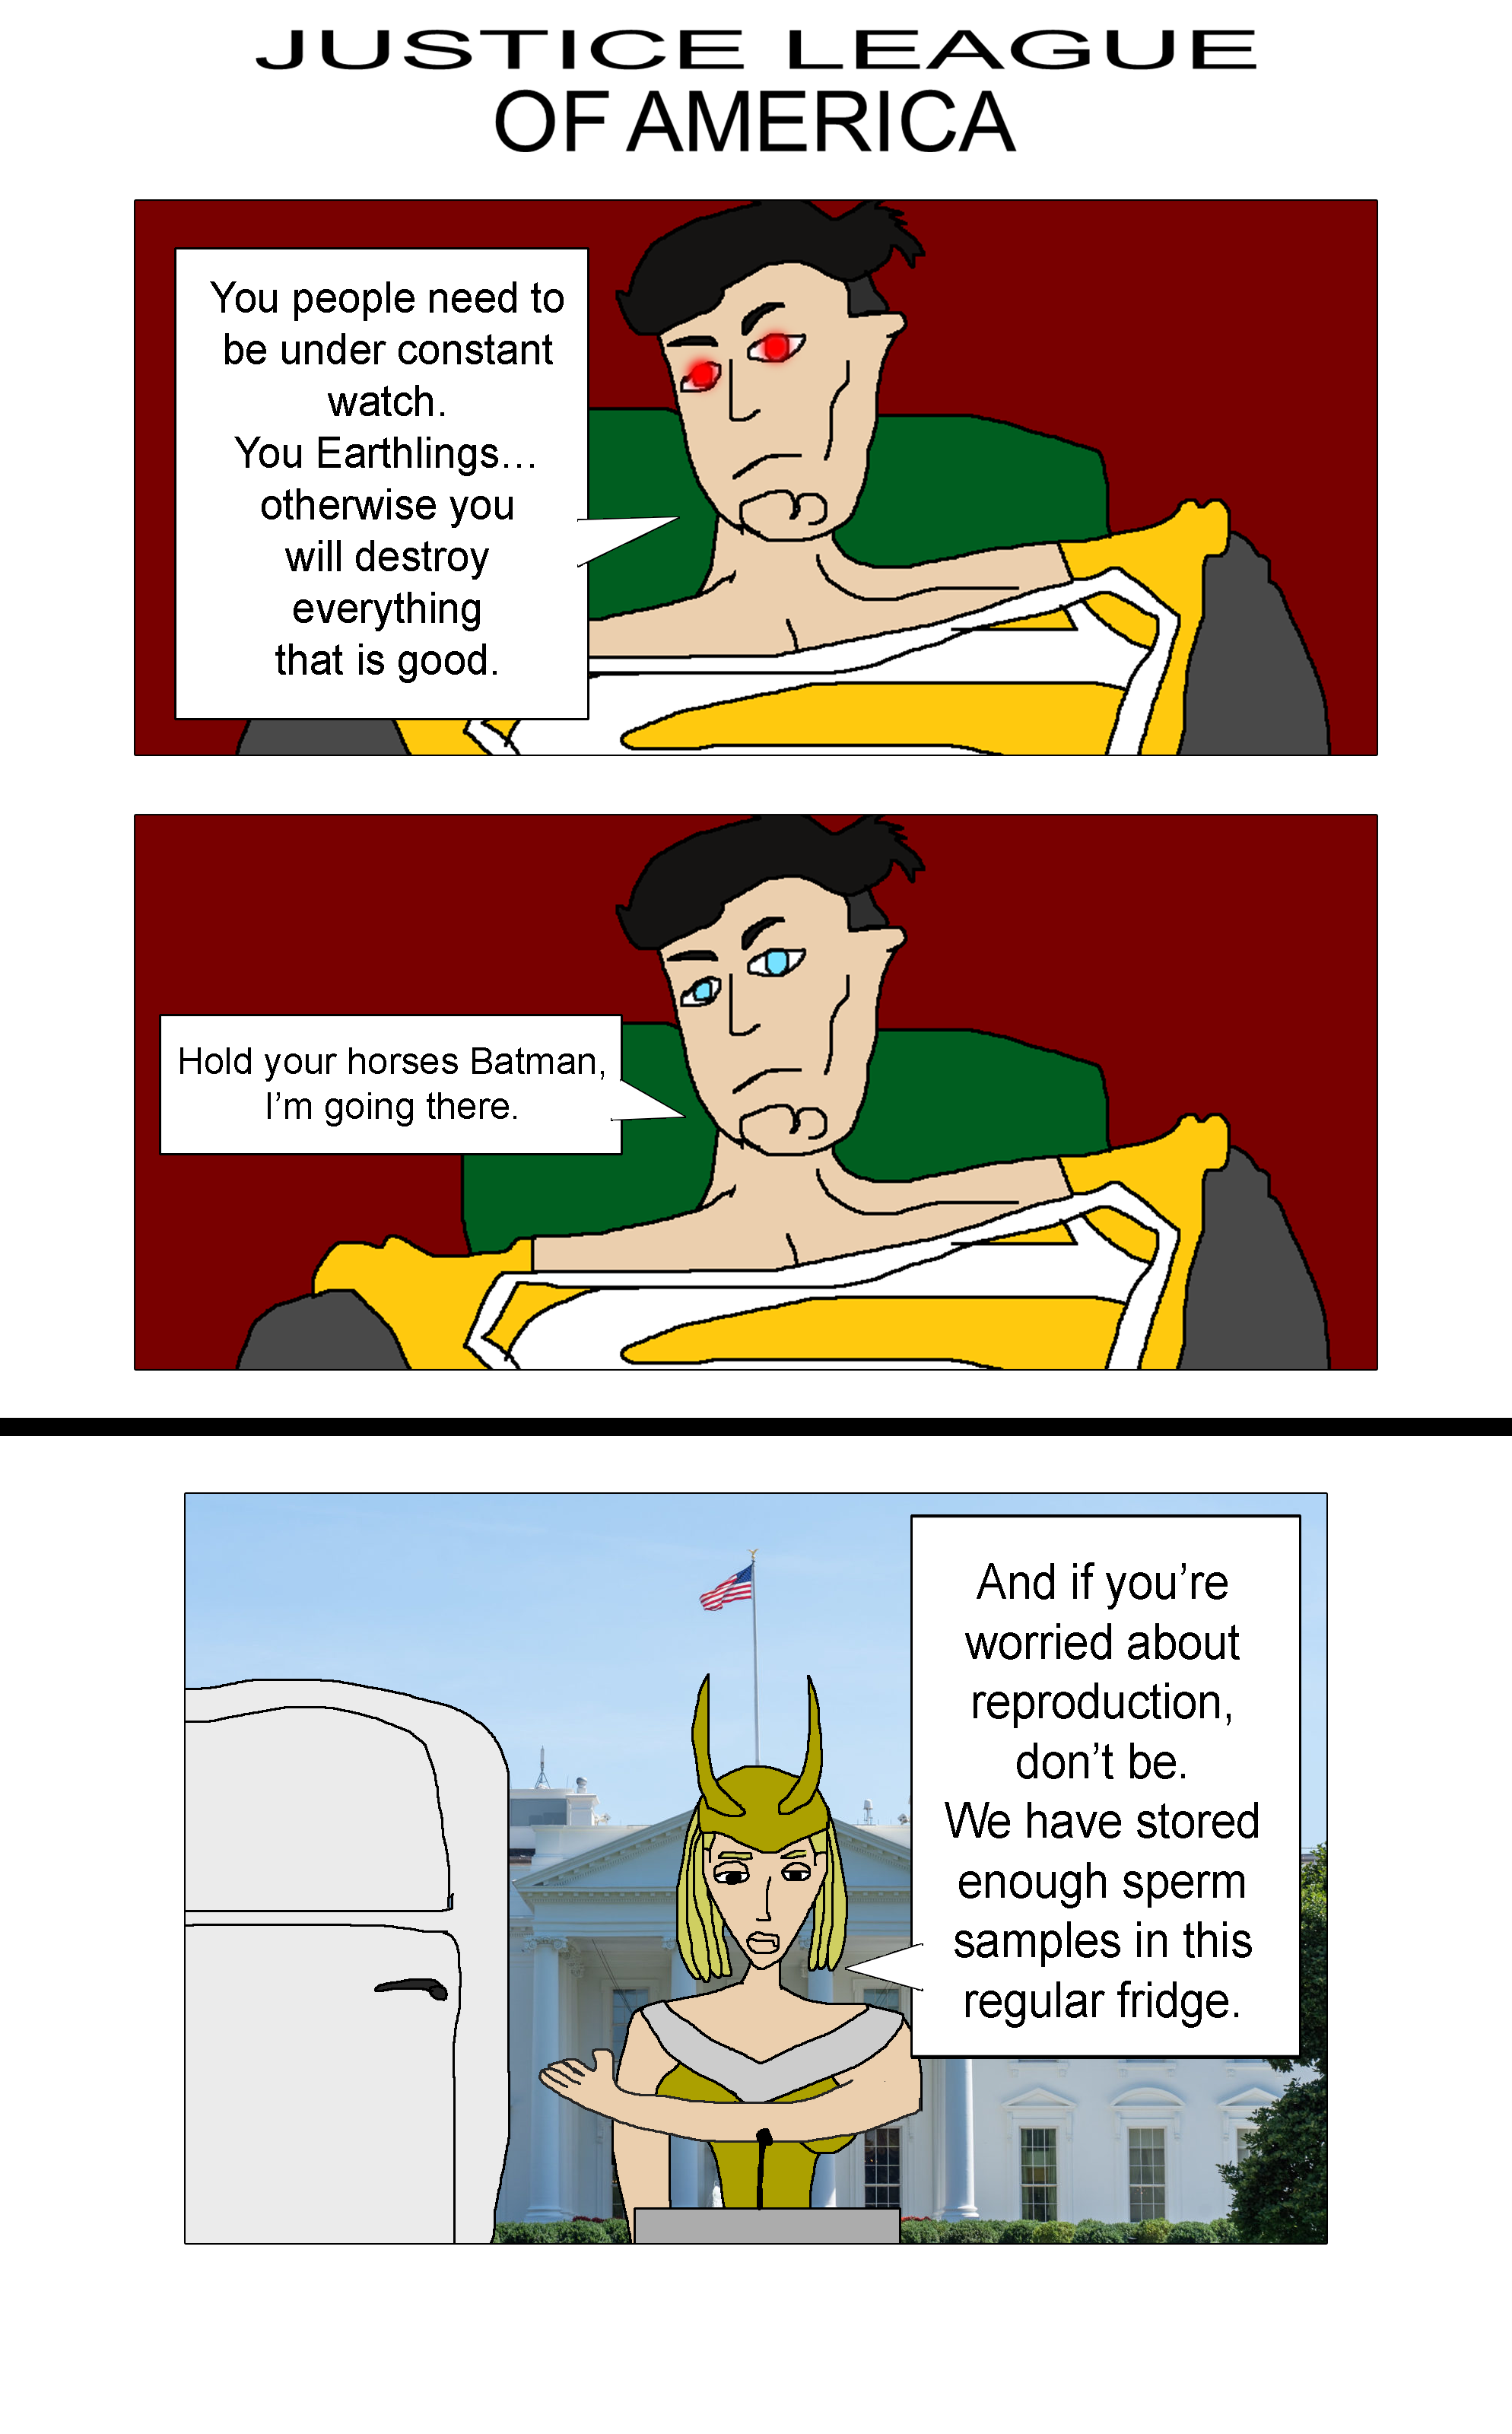 JUSTICE LEAGUE
OF AMERICA
You people need to
be under constant
watch.
You Earthlings…
otherwise you
will destroy
everything
that is good.
Hold your horses Batman,
I’m going there.
And if you’re
worried about
reproduction,
don’t be.
We have stored
enough sperm
samples in this
regular fridge.